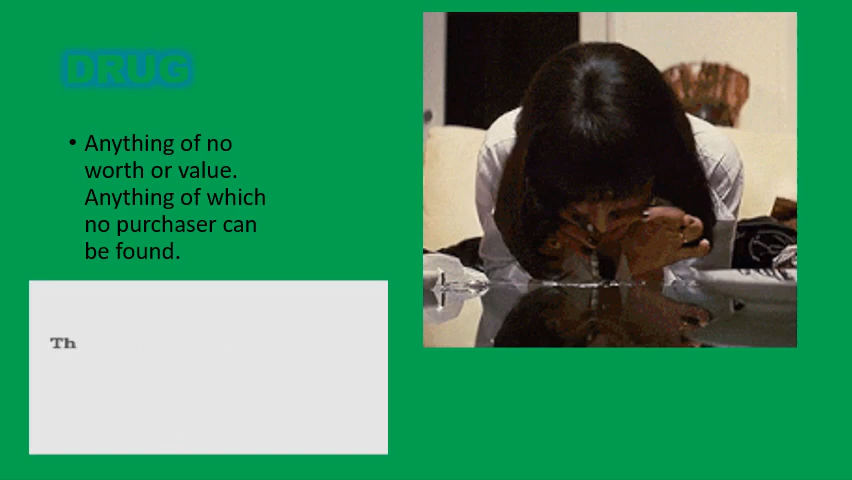 DRUG
• Anything of no
worth or value.
Anything of which
no purchaser can
be found.
Th